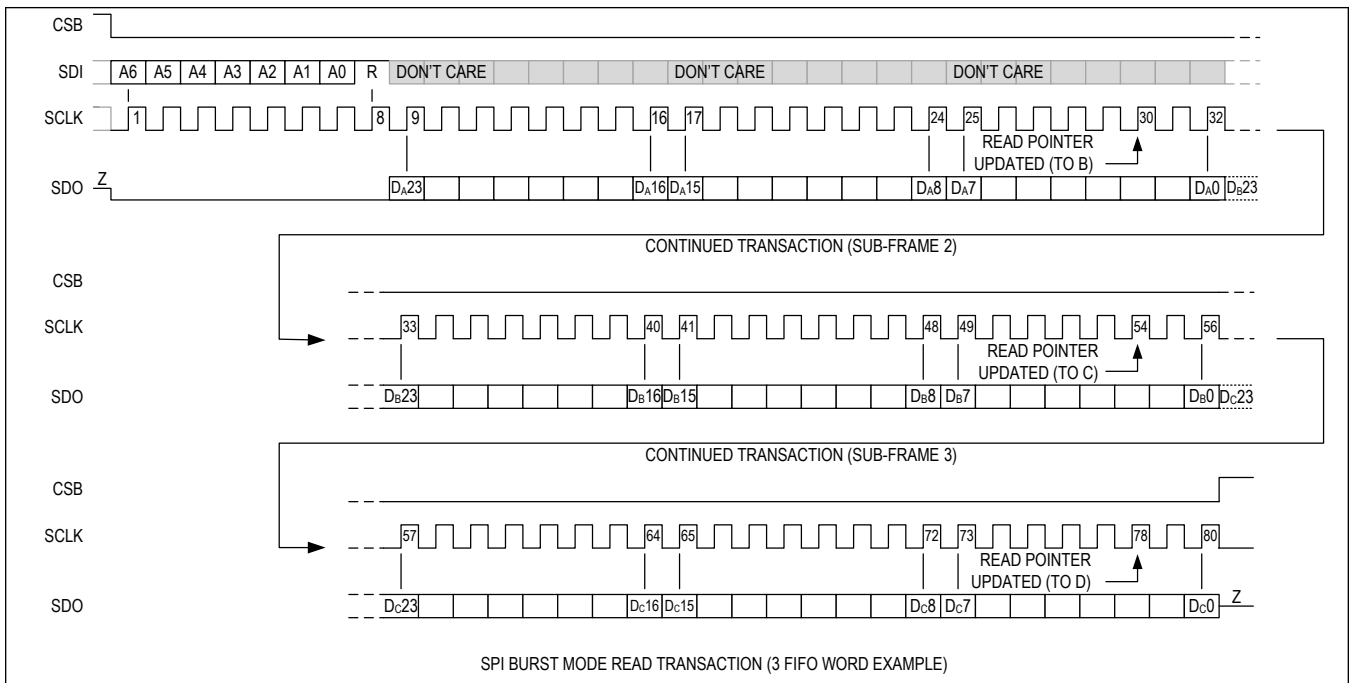 CSB
SDI A6 A5 A4 A3 A2 A1 A0 R DON'T CARE DON'T CARE DON'T CARE
SCLK 1 8 9 16 17 24 25 30 32
READ POINTER
UPDATED (TO B)
SDO Z DA23 DA16 DA15 DA8 DA7 DA0 DB23
CONTINUED TRANSACTION (SUB-FRAME 2)
CSB
SCLK 33 40 41 48 49 54 56
READ POINTER
UPDATED (TO C)
SDO DB23 DB16 DB15 DB8 DB7 DB0 DC23
CONTINUED TRANSACTION (SUB-FRAME 3)
CSB
SCLK 57 64 65 72 73 78 80
READ POINTER
UPDATED (TO D)
SDO DC23 DC16 DC15 DC8 DC7 DC0 Z
SPI BURST MODE READ TRANSACTION (3 FIFO WORD EXAMPLE)